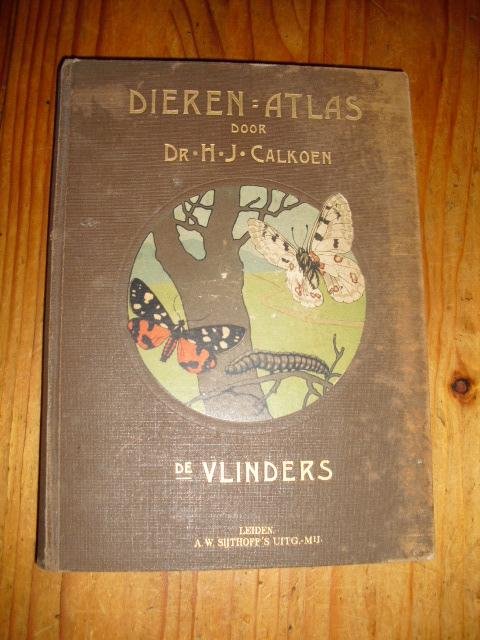 DIEREN=ATLAS
DOOR
DR·H·J·CALKOEN
DE VLINDERS
LEIDEN.
A.W. SIJTHOFF'S UITG.-MIJ.